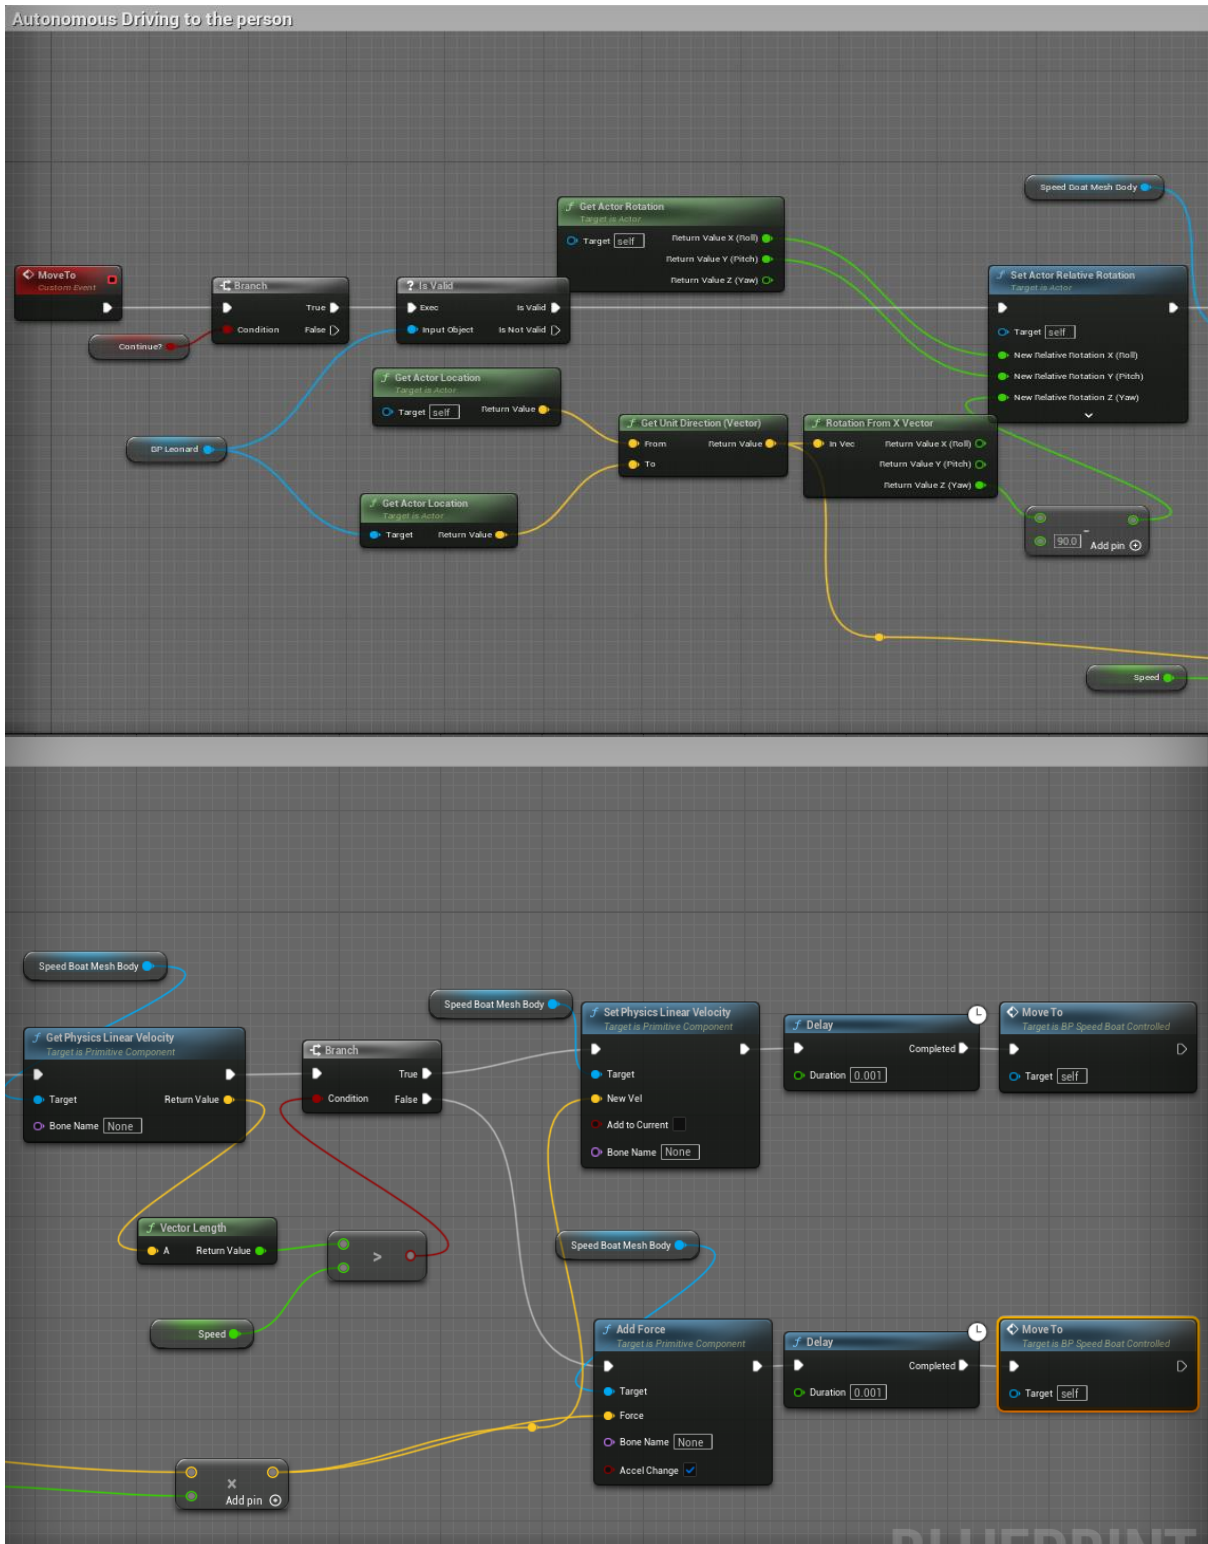 Autonomous Driving to the person
Speed Boat Mesh Body
Get Actor Rotation
Target is Actor
Target self Return Value X (Roll)
Return Value Y (Pitch)
Return Value Z (Yaw)
MoveTo
Custom Event
Branch
True
Condition False
Continue?
Is Valid
Exec Is Valid
Input Object Is Not Valid
Set Actor Relative Rotation
Target is Actor
Target self
New Relative Rotation X (Roll)
New Relative Rotation Y (Pitch)
New Relative Rotation Z (Yaw)
Get Actor Location
Target is Actor
Target self Return Value
BP Leonard
Get Unit Direction (Vector)
From Return Value
To
Rotation From X Vector
In Vec Return Value X (Roll)
Return Value Y (Pitch)
Return Value Z (Yaw)
Get Actor Location
Target is Actor
Target Return Value
-
90.0 Add pin
Speed
Speed Boat Mesh Body
Get Physics Linear Velocity
Target is Primitive Component
Target Return Value
Bone Name None
Branch
True
Condition False
Speed Boat Mesh Body
Set Physics Linear Velocity
Target is Primitive Component
Target
New Vel
Add to Current
Bone Name None
Delay
Completed
Duration 0.001
Move To
Target is BP Speed Boat Controlled
Target self
Vector Length
A Return Value
>
Speed
Speed Boat Mesh Body
Add Force
Target is Primitive Component
Target
Force
Bone Name None
Accel Change
Delay
Completed
Duration 0.001
Move To
Target is BP Speed Boat Controlled
Target self
×
Add pin
BLUEPRINT